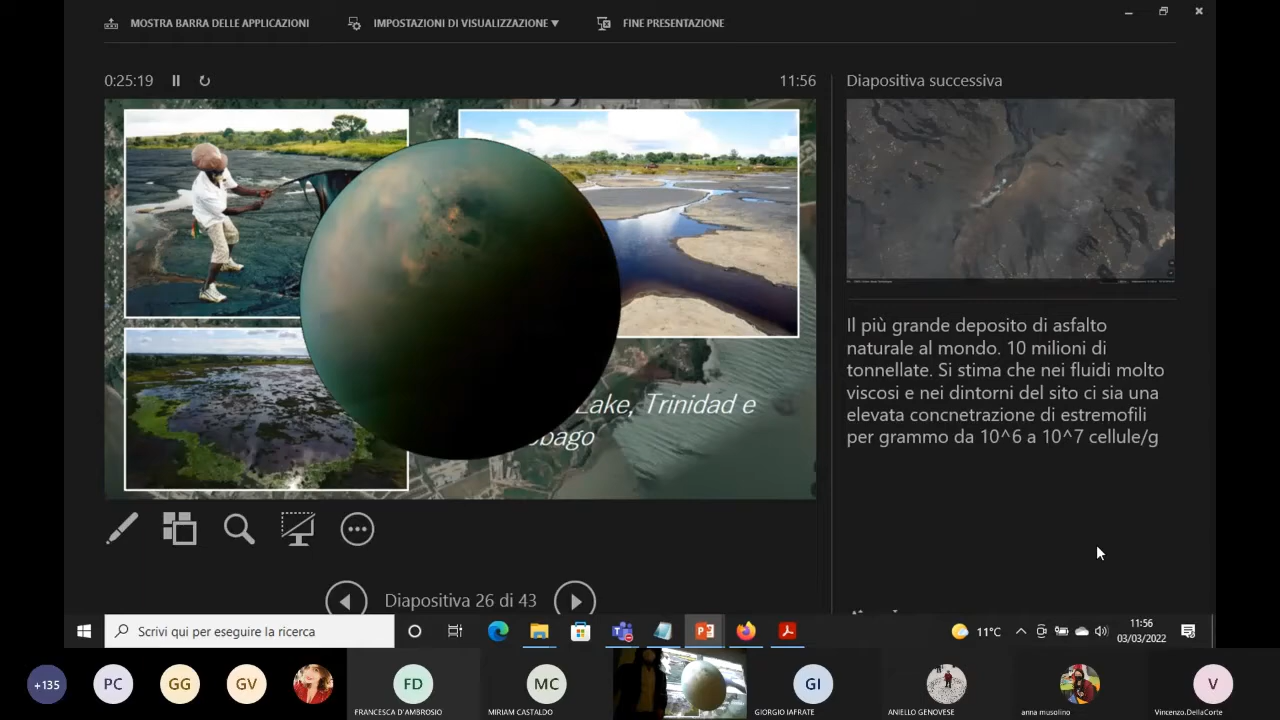 MOSTRA BARRA DELLE APPLICAZIONI
IMPOSTAZIONI DI VISUALIZZAZIONE ▼
FINE PRESENTAZIONE
0:25:19
11:56
Diapositiva successiva
Lake, Trinidad e
Il più grande deposito di asfalto
naturale al mondo. 10 milioni di
tonnellate. Si stima che nei fluidi molto
viscosi e nei dintorni del sito ci sia una
elevata concnetrazione di estremofili
per grammo da 10^6 a 10^7 cellule/g
Diapositiva 26 di 43
Scrivi qui per eseguire la ricerca
11°C
11:56
03/03/2022
+135
PC
GG
GV
FD
FRANCESCA D'AMBROSIO
MC
MIRIAM CASTALDO
GI
GIORGIO IAFRATE
ANIELLO GENOVESE
anna musolino
V
Vincenzo.DellaCorte